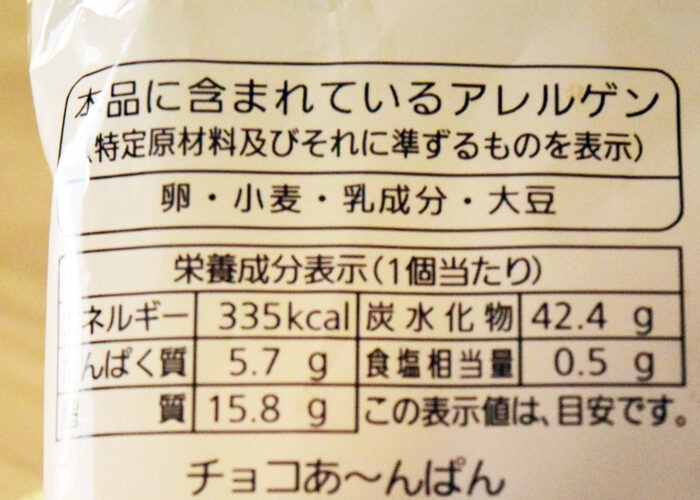 本品に含まれているアレルゲン
(特定原材料及びそれに準ずるものを表示)
卵・小麦・乳成分・大豆
栄養成分表示(1個当たり)
エネルギー 335kcal 炭水化物 42.4 g
たんぱく質 5.7 g 食塩相当量 0.5 g
脂質 15.8 g この表示値は、目安です。
チョコあ〜んぱん